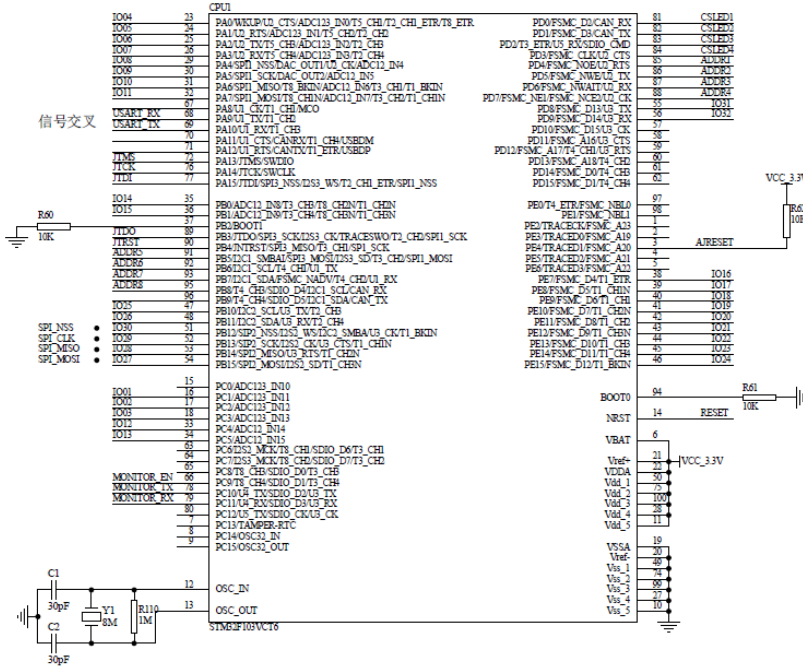 CPU1
IO04 23 PA0/WKUP/U2_CTS/ADC123_IN0/T5_CH1/T2_CH1_ETR/T8_ETR PD0/FSMC_D2/CAN_RX 81 CSLED1
IO05 24 PA1/U2_RTS/ADC123_IN1/T5_CH2/T2_CH2 PD1/FSMC_D3/CAN_TX 82 CSLED2
IO06 25 PA2/U2_TX/T5_CH3/ADC123_IN2/T2_CH3 PD2/T3_ETR/U5_RX/SDIO_CMD 83 CSLED3
IO07 26 PA3/U2_RX/T5_CH4/ADC123_IN3/T2_CH4 PD3/FSMC_CLK/U2_CTS 84 CSLED4
IO08 29 PA4/SPI1_NSS/DAC_OUT1/U2_CK/ADC12_IN4 PD4/FSMC_NOE/U2_RTS 85 ADDR1
IO09 30 PA5/SPI1_SCK/DAC_OUT2/ADC12_IN5 PD5/FSMC_NWE/U2_TX 86 ADDR2
IO10 31 PA6/SPI1_MISO/T8_BKIN/ADC12_IN6/T3_CH1/T1_BKIN PD6/FSMC_NWAIT/U2_RX 87 ADDR3
IO11 32 PA7/SPI1_MOSI/T8_CH1N/ADC12_IN7/T3_CH2/T1_CH1N PD7/FSMC_NE1/FSMC_NCE2/U2_CK 88 ADDR4
67 PA8/U1_CK/T1_CH1/MCO PD8/FSMC_D13/U3_TX 55 IO31
信号交叉 USART_RX 68 PA9/U1_TX/T1_CH2 PD9/FSMC_D14/U3_RX 56 IO32
USART_TX 69 PA10/U1_RX/T1_CH3 PD10/FSMC_D15/U3_CK 57
70 PA11/U1_CTS/CANRX/T1_CH4/USBDM PD11/FSMC_A16/U3_CTS 58
71 PA12/U1_RTS/CANTX/T1_ETR/USBDP PD12/FSMC_A17/T4_CH1/U3_RTS 59
JTMS 72 PA13/JTMS/SWDIO PD13/FSMC_A18/T4_CH2 60
JTCK 76 PA14/JTCK/SWCLK PD14/FSMC_D0/T4_CH3 61
JTDI 77 PA15/JTDI/SPI3_NSS/I2S3_WS/T2_CH1_ETR/SPI1_NSS PD15/FSMC_D1/T4_CH4 62
VCC_3.3V
IO14 35 PB0/ADC12_IN8/T3_CH3/T8_CH2N/T1_CH2N PE0/T4_ETR/FSMC_NBL0 97
IO15 36 PB1/ADC12_IN9/T3_CH4/T8_CH3N/T1_CH3N PE1/FSMC_NBL1 98
R60 10K 37 PB2/BOOT1 PE2/TRACECK/FSMC_A23 1 10K
JTDO 89 PB3/JTDO/SPI3_SCK/I2S3_CK/TRACESWO/T2_CH2/SPI1_SCK PE3/TRACED0/FSMC_A19 2
JTRST 90 PB4/JNTRST/SPI3_MISO/T3_CH1/SPI1_SCK PE4/TRACED1/FSMC_A20 3 AJRESET
ADDR5 91 PB5/I2C1_SMBAI/SPI3_MOSI/I2S3_SD/T3_CH2/SPI1_MOSI PE5/TRACED2/FSMC_A21 4
ADDR6 92 PB6/I2C1_SCL/T4_CH1/U1_TX PE6/TRACED3/FSMC_A22 5
ADDR7 93 PB7/I2C1_SDA/FSMC_NADV/T4_CH2/U1_RX PE7/FSMC_D4/T1_ETR 38 IO16
ADDR8 95 PB8/T4_CH3/SDIO_D4/I2C1_SCL/CAN_RX PE8/FSMC_D5/T1_CH1N 39 IO17
96 PB9/T4_CH4/SDIO_D5/I2C1_SDA/CAN_TX PE9/FSMC_D6/T1_CH1 40 IO18
IO25 47 PB10/I2C2_SCL/U3_TX/T2_CH3 PE10/FSMC_D7/T1_CH2N 41 IO19
IO26 48 PB11/I2C2_SDA/U3_RX/T2_CH4 PE11/FSMC_D8/T1_CH2 42 IO20
SPI_NSS IO30 51 PB12/SIP2_NSS/I2S2_WS/I2C2_SMBA/U3_CK/T1_BKIN PE12/FSMC_D9/T1_CH3N 43 IO21
SPI_CLK IO29 52 PB13/SIP2_SCK/I2S2_CK/U3_CTS/T1_CH1N PE13/FSMC_D10/T1_CH3 44 IO22
SPI_MISO IO28 53 PB14/SPI2_MISO/U3_RTS/T1_CH2N PE14/FSMC_D11/T1_CH4 45 IO23
SPI_MOSI IO27 54 PB15/SPI2_MOSI/I2S2_SD/T1_CH3N PE15/FSMC_D12/T1_BKIN 46 IO24
15 PC0/ADC123_IN10
IO01 16 PC1/ADC123_IN11 BOOT0 94 R61 10K
IO02 17 PC2/ADC123_IN12
IO03 18 PC3/ADC123_IN13 NRST 14 RESET
IO12 33 PC4/ADC12_IN14
IO13 34 PC5/ADC12_IN15 VBAT 6
63 PC6/I2S2_MCK/T8_CH1/SDIO_D6/T3_CH1
64 PC7/I2S3_MCK/T8_CH2/SDIO_D7/T3_CH2 Vref+ 21 VCC_3.3V
65 PC8/T8_CH3/SDIO_D0/T3_CH3 VDDA 22
MONITOR_EN 66 PC9/T8_CH4/SDIO_D1/T3_CH4 Vdd_1 50
MONITOR_TX 78 PC10/U4_TX/SDIO_D2/U3_TX Vdd_2 75
MONITOR_RX 79 PC11/U4_RX/SDIO_D3/U3_RX Vdd_3 100
80 PC12/U5_TX/SDIO_CK/U3_CK Vdd_4 28
7 PC13/TAMPER-RTC Vdd_5 11
8 PC14/OSC32_IN
9 PC15/OSC32_OUT VSSA 19
Vref- 20
Vss_1 49
Vss_2 74
C1 30pF 12 OSC_IN Vss_3 99
Vss_4 27
Y1 8M R110 1M 13 OSC_OUT Vss_5 10
C2 30pF STM32F103VCT6